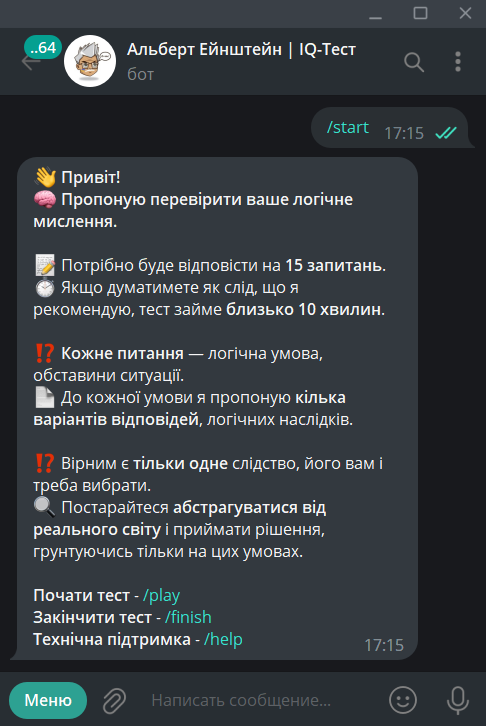 ..64
Альберт Ейнштейн | IQ-Тест
бот
/start 17:15
👋 Привіт!
🧠 Пропоную перевірити ваше логічне
мислення.
📝 Потрібно буде відповісти на 15 запитань.
⏱ Якщо думатимете як слід, що я
рекомендую, тест займе близько 10 хвилин.
⁉️ Кожне питання — логічна умова,
обставини ситуації.
📄 До кожної умови я пропоную кілька
варіантів відповідей, логічних наслідків.
⁉️ Вірним є тільки одне слідство, його вам і
треба вибрати.
🔍 Постарайтеся абстрагуватися від
реального світу і приймати рішення,
грунтуючись тільки на цих умовах.
Почати тест - /play
Закінчити тест - /finish
Технічна підтримка - /help
17:15
Меню
Написать сообщение...